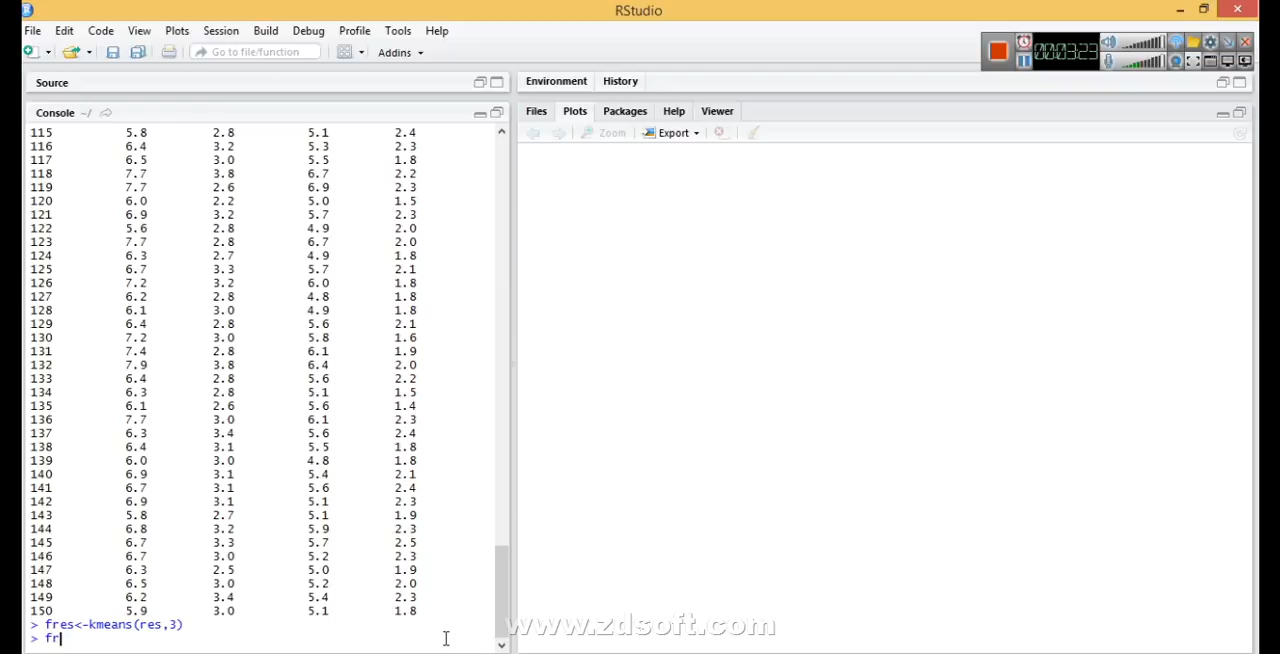 RStudio
File Edit Code View Plots Session Build Debug Profile Tools Help
Go to file/function Addins
00:03:23
Source
Console ~/
115 5.8 2.8 5.1 2.4
116 6.4 3.2 5.3 2.3
117 6.5 3.0 5.5 1.8
118 7.7 3.8 6.7 2.2
119 7.7 2.6 6.9 2.3
120 6.0 2.2 5.0 1.5
121 6.9 3.2 5.7 2.3
122 5.6 2.8 4.9 2.0
123 7.7 2.8 6.7 2.0
124 6.3 2.7 4.9 1.8
125 6.7 3.3 5.7 2.1
126 7.2 3.2 6.0 1.8
127 6.2 2.8 4.8 1.8
128 6.1 3.0 4.9 1.8
129 6.4 2.8 5.6 2.1
130 7.2 3.0 5.8 1.6
131 7.4 2.8 6.1 1.9
132 7.9 3.8 6.4 2.0
133 6.4 2.8 5.6 2.2
134 6.3 2.8 5.1 1.5
135 6.1 2.6 5.6 1.4
136 7.7 3.0 6.1 2.3
137 6.3 3.4 5.6 2.4
138 6.4 3.1 5.5 1.8
139 6.0 3.0 4.8 1.8
140 6.9 3.1 5.4 2.1
141 6.7 3.1 5.6 2.4
142 6.9 3.1 5.1 2.3
143 5.8 2.7 5.1 1.9
144 6.8 3.2 5.9 2.3
145 6.7 3.3 5.7 2.5
146 6.7 3.0 5.2 2.3
147 6.3 2.5 5.0 1.9
148 6.5 3.0 5.2 2.0
149 6.2 3.4 5.4 2.3
150 5.9 3.0 5.1 1.8
> fres<-kmeans(res,3)
> fr
Environment History
Files Plots Packages Help Viewer
Zoom Export
www.zdsoft.com